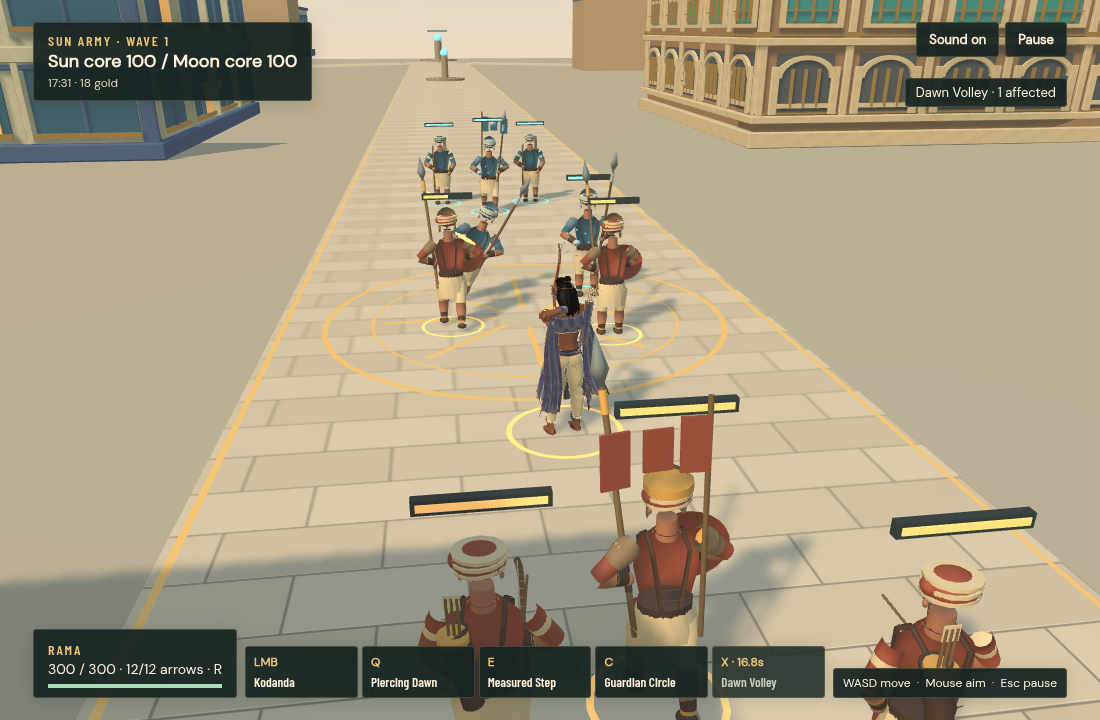 SUN ARMY · WAVE 1
Sun core 100 / Moon core 100
17:31 · 18 gold
Sound on
Pause
Dawn Volley · 1 affected
RAMA
300 / 300 · 12/12 arrows · R
LMB
Kodanda
Q
Piercing Dawn
E
Measured Step
C
Guardian Circle
X · 16.8s
Dawn Volley
WASD move · Mouse aim · Esc pause